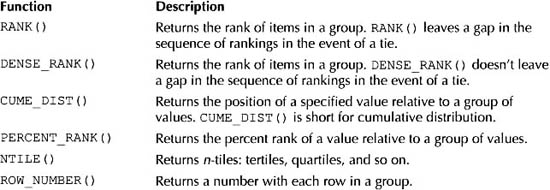 Function Description
RANK() Returns the rank of items in a group. RANK() leaves a gap in the
sequence of rankings in the event of a tie.
DENSE_RANK() Returns the rank of items in a group. DENSE_RANK() doesn't leave
a gap in the sequence of rankings in the event of a tie.
CUME_DIST() Returns the position of a specified value relative to a group of
values. CUME_DIST() is short for cumulative distribution.
PERCENT_RANK() Returns the percent rank of a value relative to a group of values.
NTILE() Returns n-tiles: tertiles, quartiles, and so on.
ROW_NUMBER() Returns a number with each row in a group.